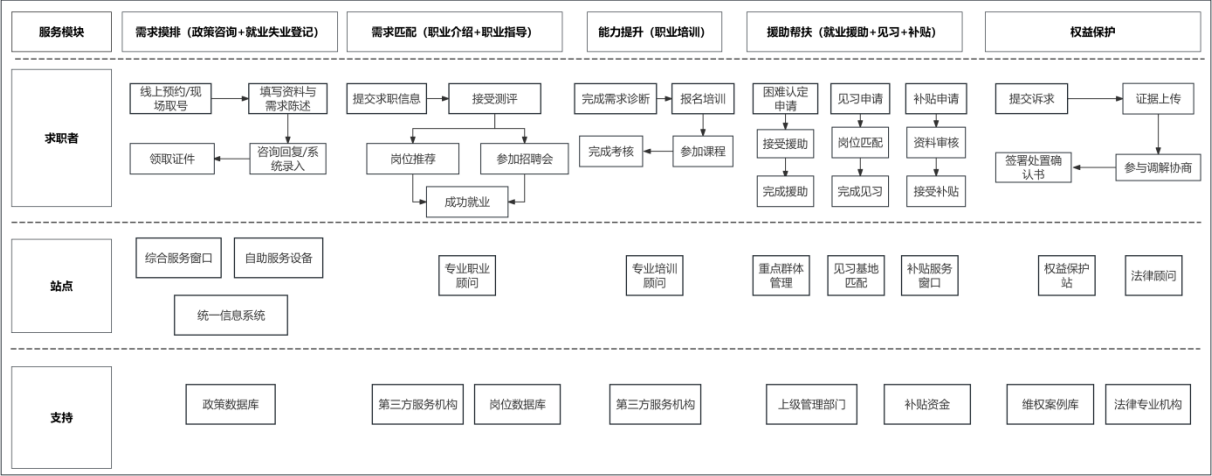 服务模块
需求摸排（政策咨询+就业失业登记）
需求匹配（职业介绍+职业指导）
能力提升（职业培训）
援助帮扶（就业援助+见习+补贴）
权益保护
求职者
线上预约/现
场取号
填写资料与
需求陈述
领取证件
咨询回复/系
统录入
提交求职信息
接受测评
岗位推荐
参加招聘会
成功就业
完成需求诊断
报名培训
完成考核
参加课程
困难认定
申请
接受援助
完成援助
见习申请
岗位匹配
完成见习
补贴申请
资料审核
接受补贴
提交诉求
证据上传
签署处置确
认书
参与调解协商
站点
综合服务窗口
自助服务设备
统一信息系统
专业职业
顾问
专业培训
顾问
重点群体
管理
见习基地
匹配
补贴服务
窗口
权益保护
站
法律顾问
支持
政策数据库
第三方服务机构
岗位数据库
第三方服务机构
上级管理部门
补贴资金
维权案例库
法律专业机构